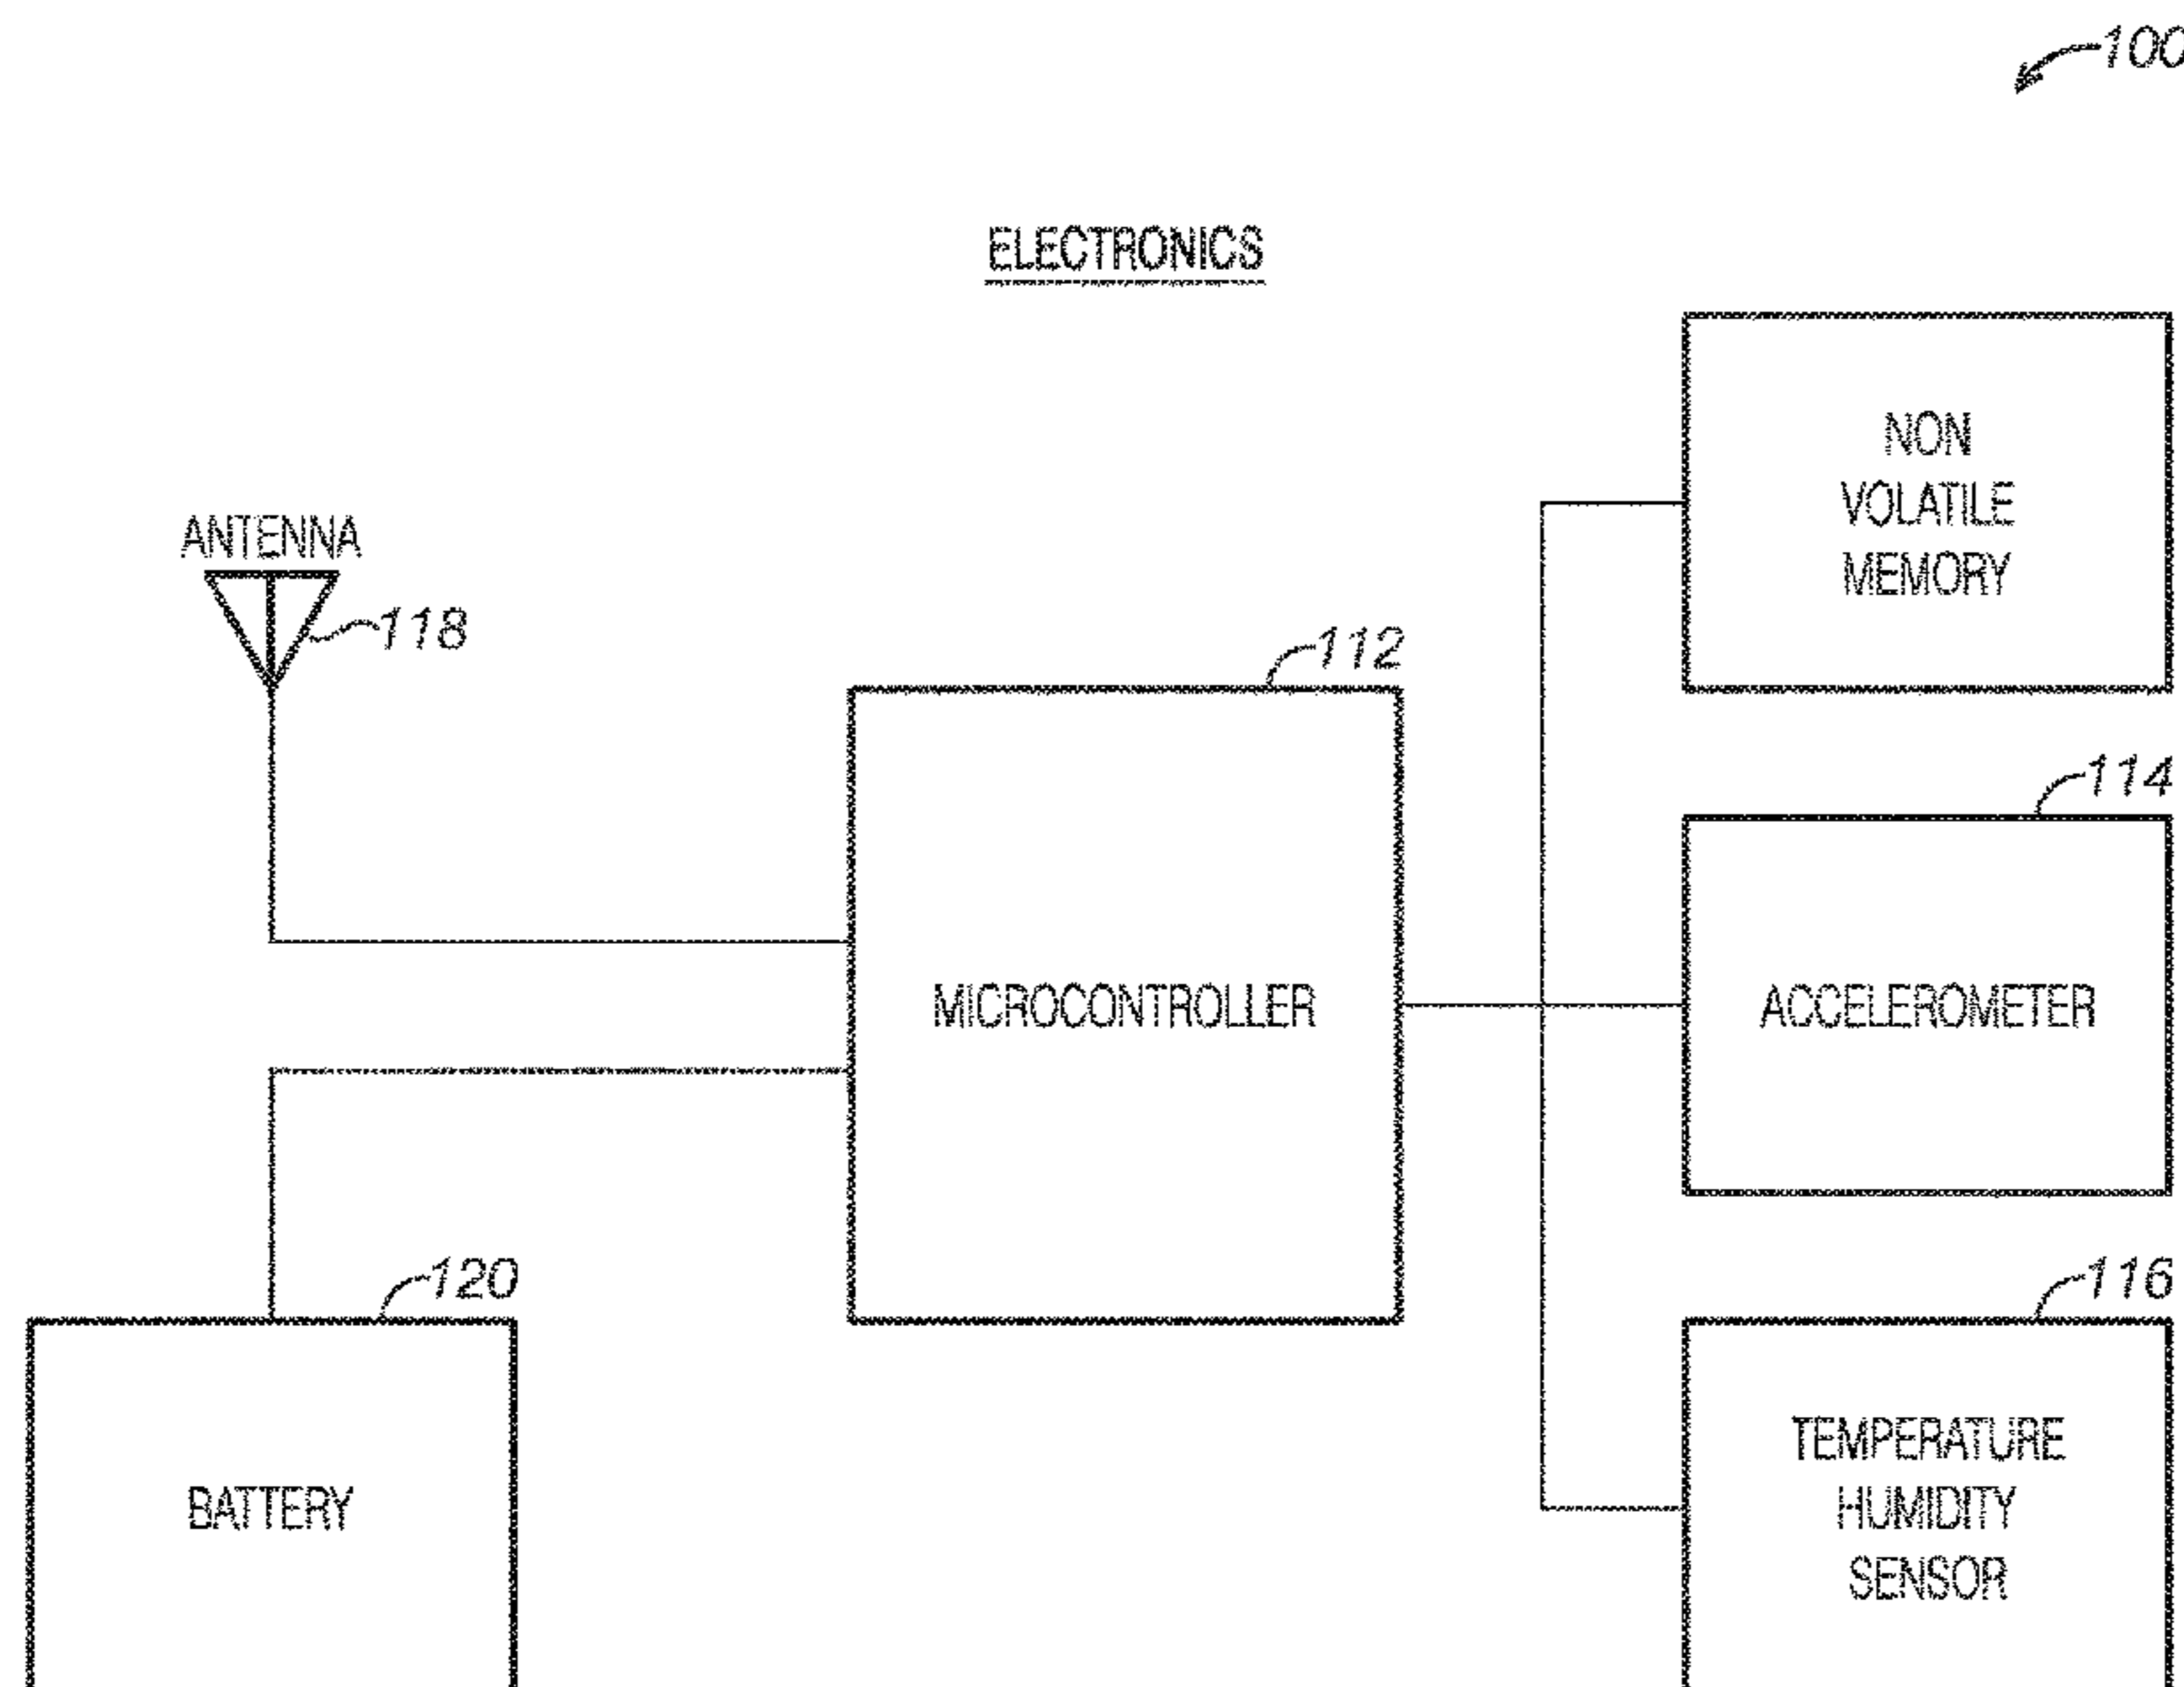 100
ELECTRONICS
NON
VOLATILE
MEMORY
ANTENNA
118
112
114
MICROCONTROLLER
ACCELEROMETER
120
116
BATTERY
TEMPERATURE
HUMIDITY
SENSOR